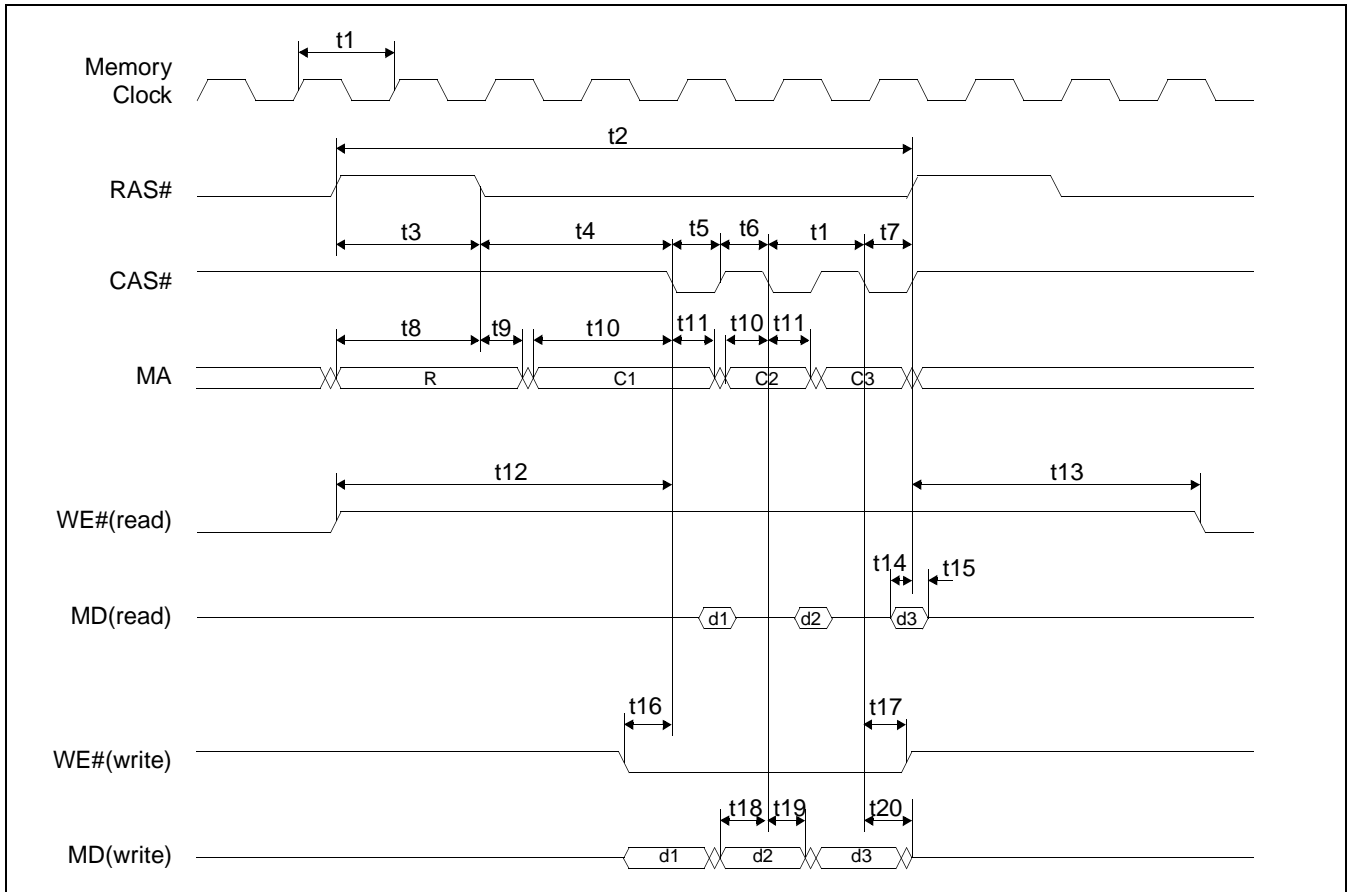 t1
Memory
Clock
t2
RAS#
t3 t4 t5 t6 t1 t7
CAS#
t8 t9 t10 t11 t10 t11
MA
R C1 C2 C3
t12 t13
WE#(read)
t14 t15
MD(read)
d1 d2 d3
t16 t17
WE#(write)
t18 t19 t20
MD(write)
d1 d2 d3